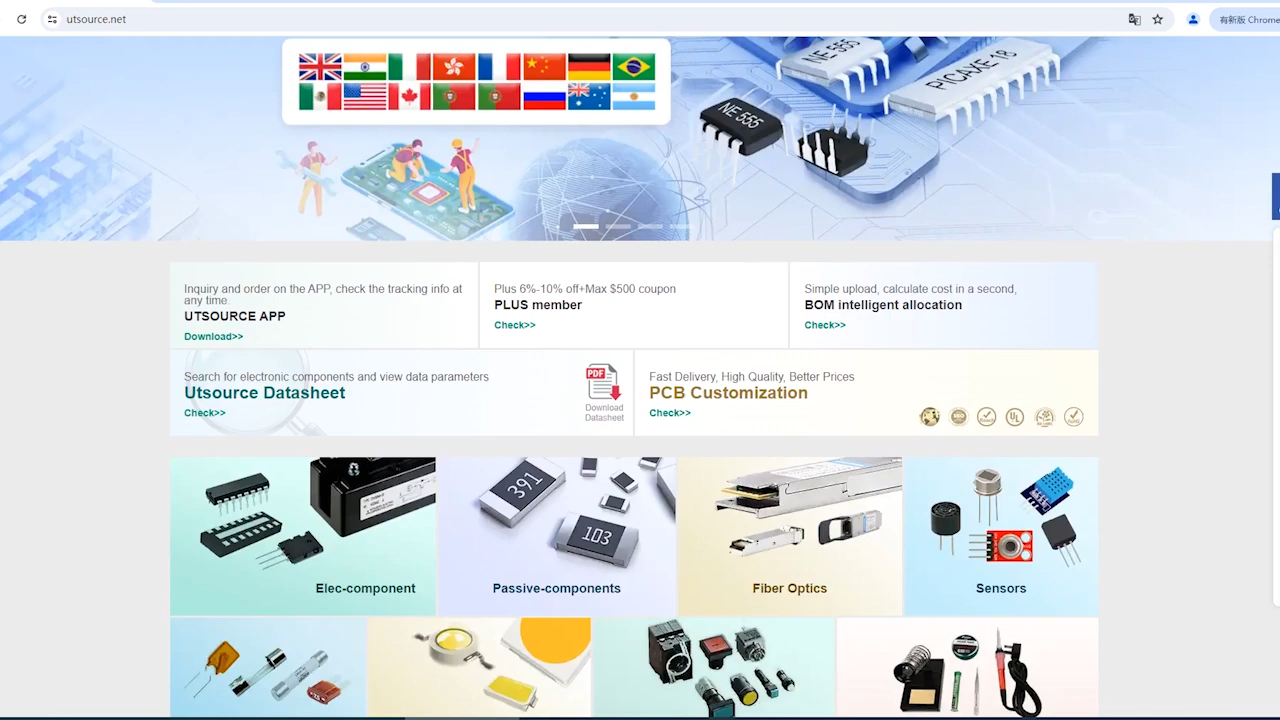 utsource.net
有新版 Chrome
NE 555
PICAXE-18
NE 555
Inquiry and order on the APP, check the tracking info at
any time.
UTSOURCE APP
Download>>
Plus 6%-10% off+Max $500 coupon
PLUS member
Check>>
Simple upload, calculate cost in a second,
BOM intelligent allocation
Check>>
Search for electronic components and view data parameters
Utsource Datasheet
Check>>
PDF
Download
Datasheet
Fast Delivery, High Quality, Better Prices
PCB Customization
Check>>
UL
391
103
Elec-component
Passive-components
Fiber Optics
Sensors